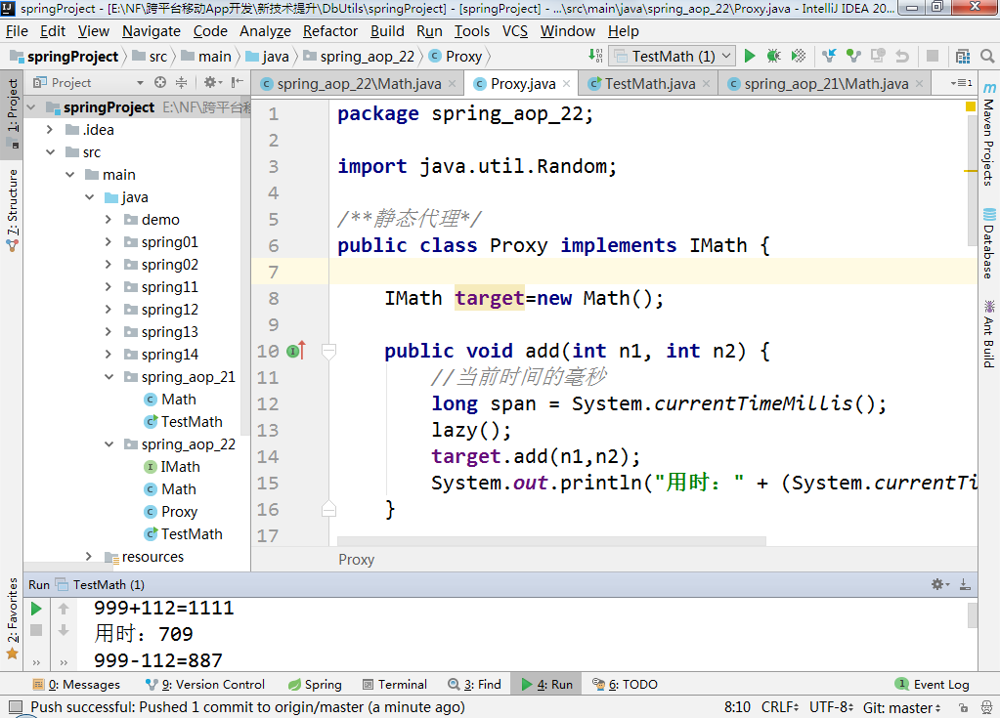 springProject - [E:\NF\跨平台移动App开发\新技术提升\DbUtils\springProject] - [springProject] - ...\src\main\java\spring_aop_22\Proxy.java - IntelliJ IDEA 20...
File Edit View Navigate Code Analyze Refactor Build Run Tools VCS Window Help
springProject src main java spring_aop_22 Proxy TestMath (1)
Project
spring_aop_22\Math.java Proxy.java TestMath.java spring_aop_21\Math.java
1: Project
7: Structure
2: Favorites
springProject E:\NF\跨平台移
.idea
src
main
java
demo
spring01
spring02
spring11
spring12
spring13
spring14
spring_aop_21
Math
TestMath
spring_aop_22
IMath
Math
Proxy
TestMath
resources
1 package spring_aop_22;
2
3 import java.util.Random;
4
5 /**静态代理*/
6 public class Proxy implements IMath {
7
8 IMath target=new Math();
9
10 public void add(int n1, int n2) {
11 //当前时间的毫秒
12 long span = System.currentTimeMillis();
13 lazy();
14 target.add(n1,n2);
15 System.out.println("用时：" + (System.currentTi
16 }
17
Proxy
Maven Projects
Database
Ant Build
Run TestMath (1)
999+112=1111
用时：709
999-112=887
0: Messages 9: Version Control Spring Terminal 3: Find 4: Run 6: TODO 1 Event Log
Push successful: Pushed 1 commit to origin/master (a minute ago) 8:10 CRLF UTF-8 Git: master